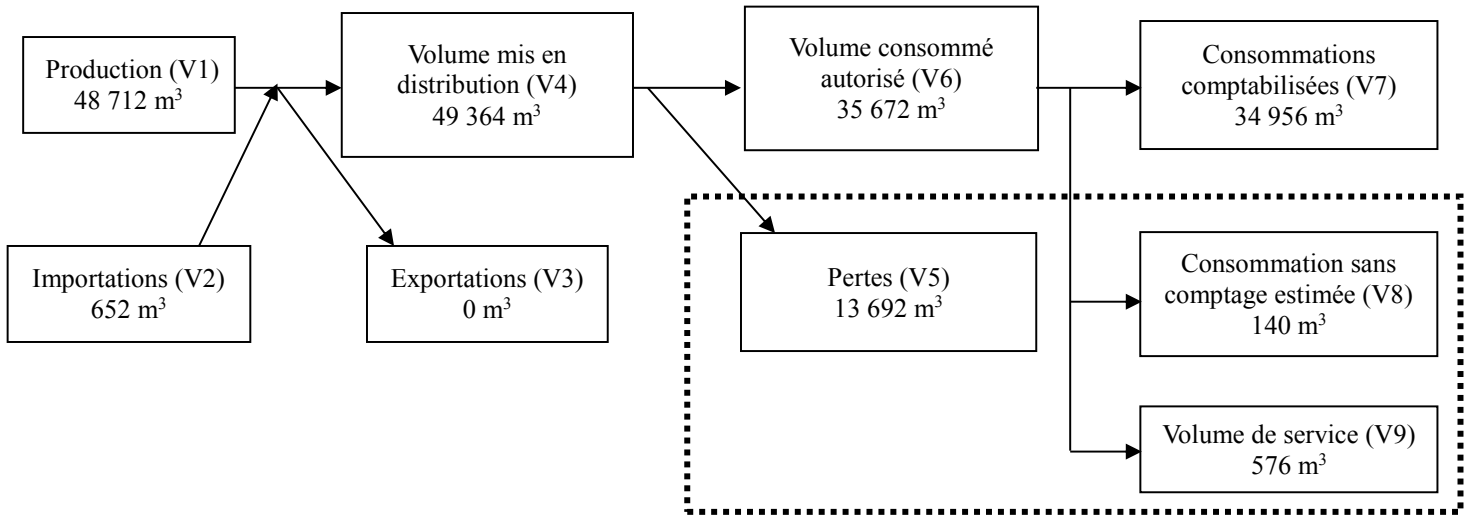 Production (V1)
48 712 m³
Volume mis en
distribution (V4)
49 364 m³
Volume consommé
autorisé (V6)
35 672 m³
Consommations
comptabilisées (V7)
34 956 m³
Importations (V2)
652 m³
Exportations (V3)
0 m³
Pertes (V5)
13 692 m³
Consommation sans
comptage estimée (V8)
140 m³
Volume de service (V9)
576 m³